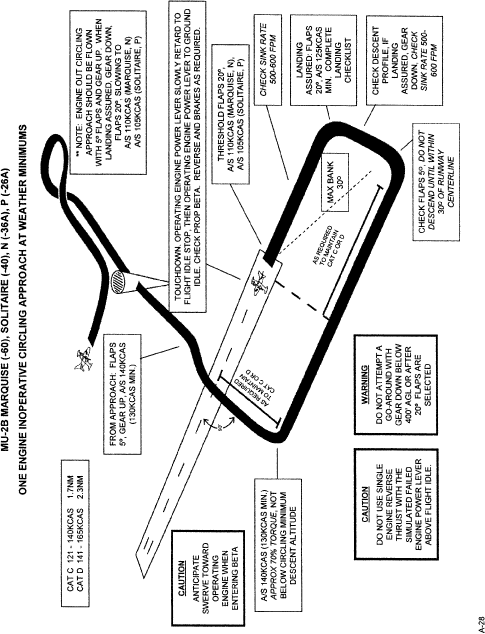 MU-2B MARQUISE (-60), SOLITAIRE (-40), N (-36A), P (-26A)
ONE ENGINE INOPERATIVE CIRCLING APPROACH AT WEATHER MINIMUMS
CAT C 121 - 140KCAS 1.7NM
CAT D 141 - 165KCAS 2.3NM
** NOTE: ENGINE OUT CIRCLING
APPROACH SHOULD BE FLOWN
WITH 5º FLAPS AND GEAR UP. WHEN
LANDING ASSURED, GEAR DOWN,
FLAPS 20º, SLOWING TO
A/S 110KCAS (MARQUISE, N)
A/S 105KCAS (SOLITAIRE, P)
FROM APPROACH: FLAPS
5º, GEAR UP, A/S 140KCAS
(130KCAS MIN.)
TOUCHDOWN, OPERATING ENGINE POWER LEVER SLOWLY RETARD TO
FLIGHT IDLE STOP, THEN OPERATING ENGINE POWER LEVER TO GROUND
IDLE. CHECK PROP BETA. REVERSE AND BRAKES AS REQUIRED.
THRESHOLD FLAPS 20º,
A/S 110KCAS (MARQUISE, N),
A/S 105KCAS (SOLITAIRE, P)
CHECK SINK RATE
500-600 FPM
LANDING
ASSURED: FLAPS
20º, A/S 125KCAS
MIN. COMPLETE
LANDING
CHECKLIST
CHECK DESCENT
PROFILE, IF
LANDING
ASSURED, GEAR
DOWN, CHECK
SINK RATE 500-
600 FPM
MAX BANK
30º
AS REQUIRED
TO MAINTAIN
CAT C OR D
AS REQUIRED
TO MAINTAIN
CAT C OR D
CHECK FLAPS 5º. DO NOT
DESCEND UNTIL WITHIN
30º OF RUNWAY
CENTERLINE
CAUTION
ANTICIPATE
SWERVE TOWARD
OPERATING
ENGINE WHEN
ENTERING BETA
A/S 140KCAS (130KCAS MIN.)
APPROX 70% TORQUE, NOT
BELOW CIRCLING MINIMUM
DESCENT ALTITUDE
WARNING
DO NOT ATTEMPT A
GO-AROUND WITH
GEAR DOWN BELOW
400' AGL OR AFTER
20º FLAPS ARE
SELECTED
CAUTION
DO NOT USE SINGLE
ENGINE REVERSE
THRUST WITH THE
SIMULATED FAILED
ENGINE POWER LEVER
ABOVE FLIGHT IDLE.
A-28